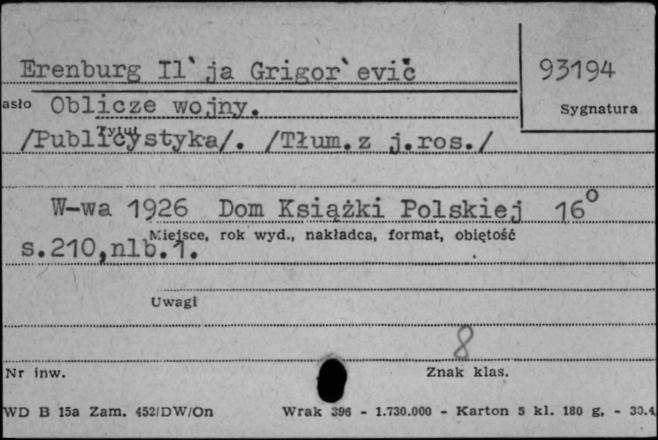 Erenburg Il`ja Grigor`evič
93194
asło Oblicze wojny.
Sygnatura
Tytuł
/Publicystyka/. /Tłum.z j.ros./
W-wa 1926 Dom Książki Polskiej 16°
Miejsce, rok wyd., nakładca, format, obiętość
s.210,nlb.1.
Uwagi
8
Nr inw.
Znak klas.
WD B 15a Zam. 452/DW/On Wrak 396 - 1.730.000 - Karton 5 kl. 180 g. - 30.4